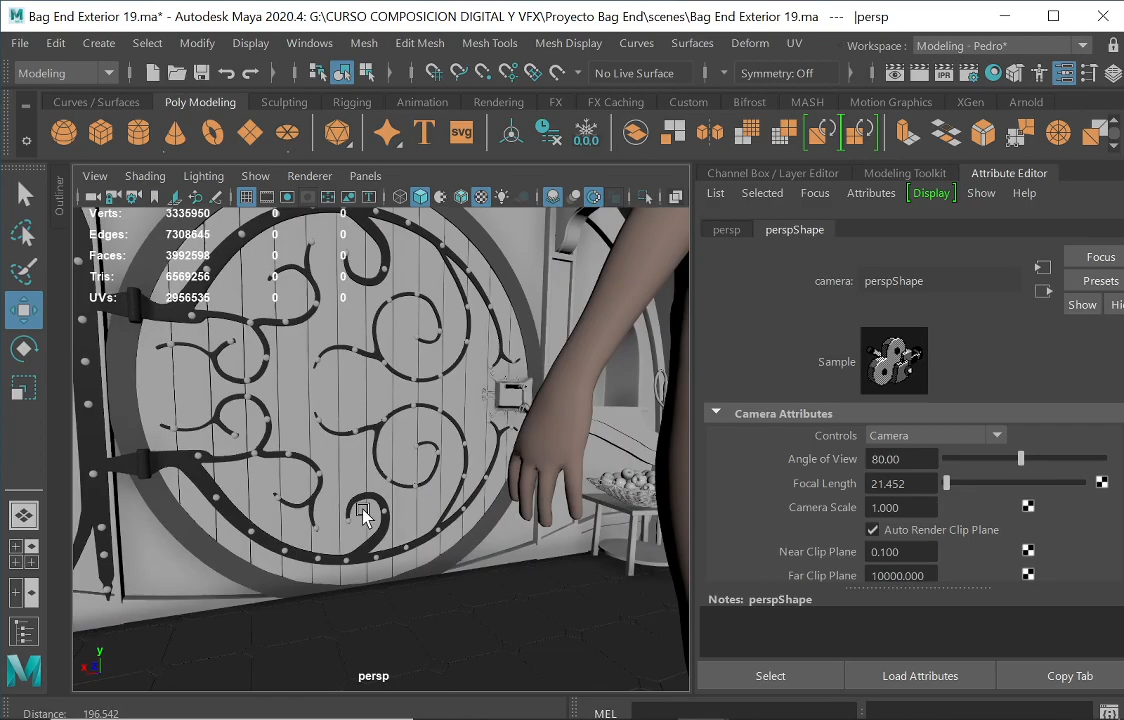 Bag End Exterior 19.ma* - Autodesk Maya 2020.4: G:\CURSO COMPOSICION DIGITAL Y VFX\Proyecto Bag End\scenes\Bag End Exterior 19.ma --- |persp
File Edit Create Select Modify Display Windows Mesh Edit Mesh Mesh Tools Mesh Display Curves Surfaces Deform UV Workspace : Modeling - Pedro*
Modeling No Live Surface Symmetry: Off
Curves / Surfaces Poly Modeling Sculpting Rigging Animation Rendering FX FX Caching Custom Bifrost MASH Motion Graphics XGen Arnold
T SVG 0,0,0
Outliner
View Shading Lighting Show Renderer Panels
Channel Box / Layer Editor Modeling Toolkit Attribute Editor
List Selected Focus Attributes Display Show Help
Verts: 3335950 0 0
Edges: 7308645 0 0
Faces: 3992598 0 0
Tris: 6569256 0 0
UVs: 2956536 0 0
persp perspShape
Focus
camera: perspShape
Presets
Show
Sample
Camera Attributes
Controls Camera
Angle of View 80.00
Focal Length 21.452
Camera Scale 1.000
Auto Render Clip Plane
Near Clip Plane 0.100
Far Clip Plane 10000.000
Notes: perspShape
y
x
persp
Select Load Attributes Copy Tab
Distance: 196.542 MEL